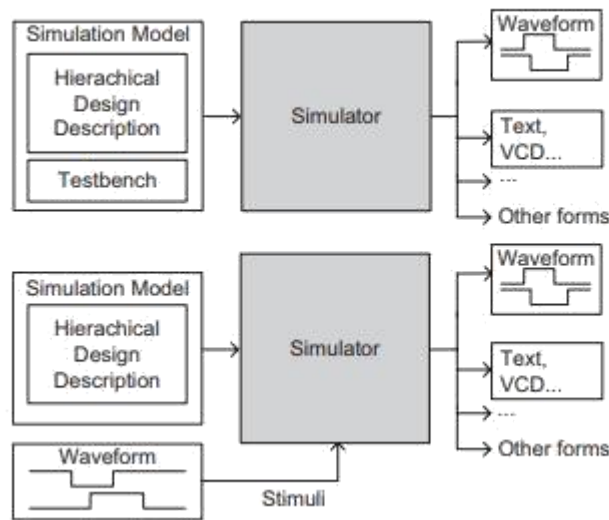 Simulation Model
Hierachical
Design
Description
Testbench
Simulator
Waveform
Text,
VCD...
...
Other forms
Simulation Model
Hierachical
Design
Description
Waveform
Stimuli
Simulator
Waveform
Text,
VCD...
...
Other forms